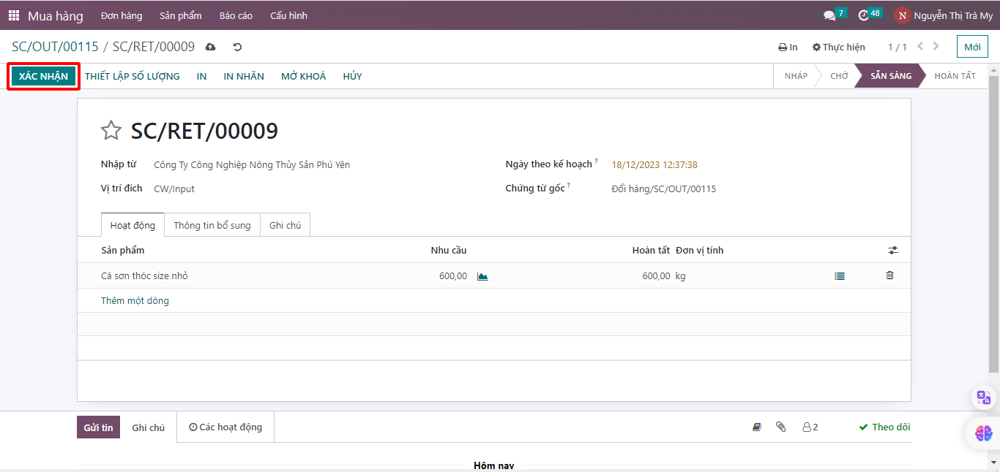 Mua hàng Đơn hàng Sản phẩm Báo cáo Cấu hình 7 48 N Nguyễn Thị Trà My
SC/OUT/00115 / SC/RET/00009 In Thực hiện 1 / 1 Mới
XÁC NHẬN THIẾT LẬP SỐ LƯỢNG IN IN NHÃN MỞ KHOÁ HỦY NHÁP CHỜ SẴN SÀNG HOÀN TẤT
SC/RET/00009
Nhập từ Công Ty Công Nghiệp Nông Thủy Sản Phú Yên Ngày theo kế hoạch ? 18/12/2023 12:37:38
Vị trí đích CW/Input Chứng từ gốc ? Đổi hàng/SC/OUT/00115
Hoạt động Thông tin bổ sung Ghi chú
Sản phẩm Nhu cầu Hoàn tất Đơn vị tính
Cá sơn thóc size nhỏ 600,00 600,00 kg
Thêm một dòng
Gửi tin Ghi chú Các hoạt động 2 Theo dõi
Hôm nay